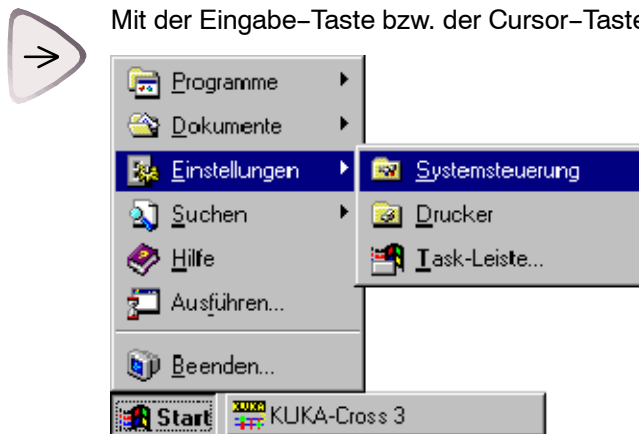 Mit der Eingabe–Taste bzw. der Cursor–Taste
Programme
Dokumente
Einstellungen
Systemsteuerung
Suchen
Drucker
Hilfe
Task-Leiste...
Ausführen...
Beenden...
Start
KUKA-Cross 3